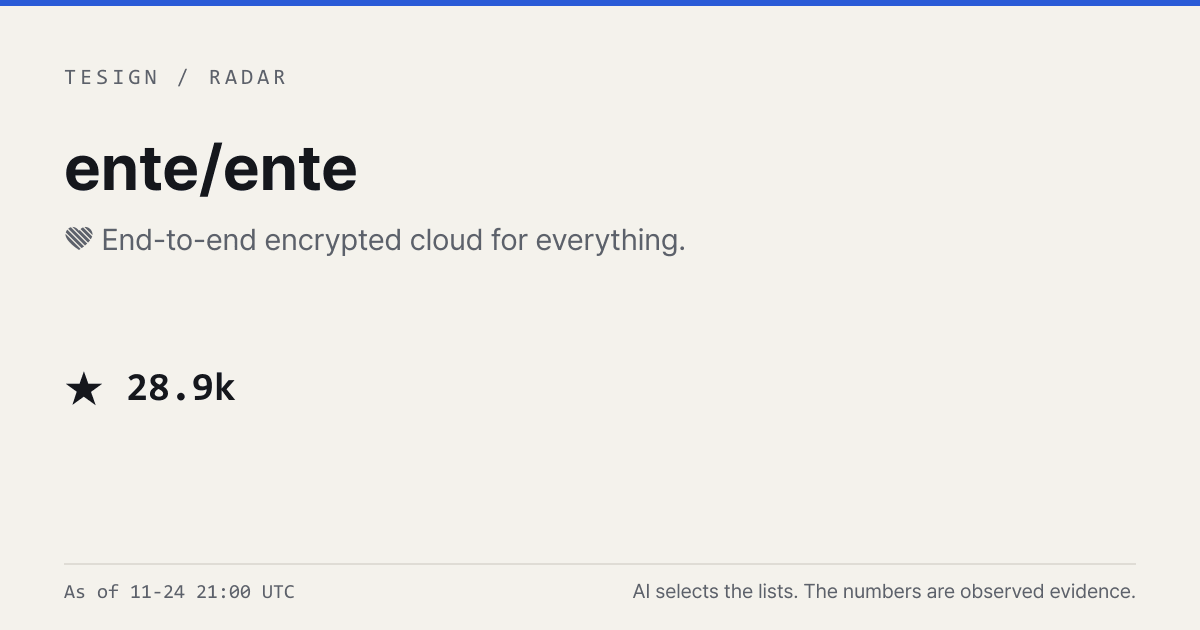 TESIGN / RADAR
ente/ente
💚 End-to-end encrypted cloud for everything.
★ 28.9k
As of 11-24 21:00 UTC
AI selects the lists. The numbers are observed evidence.